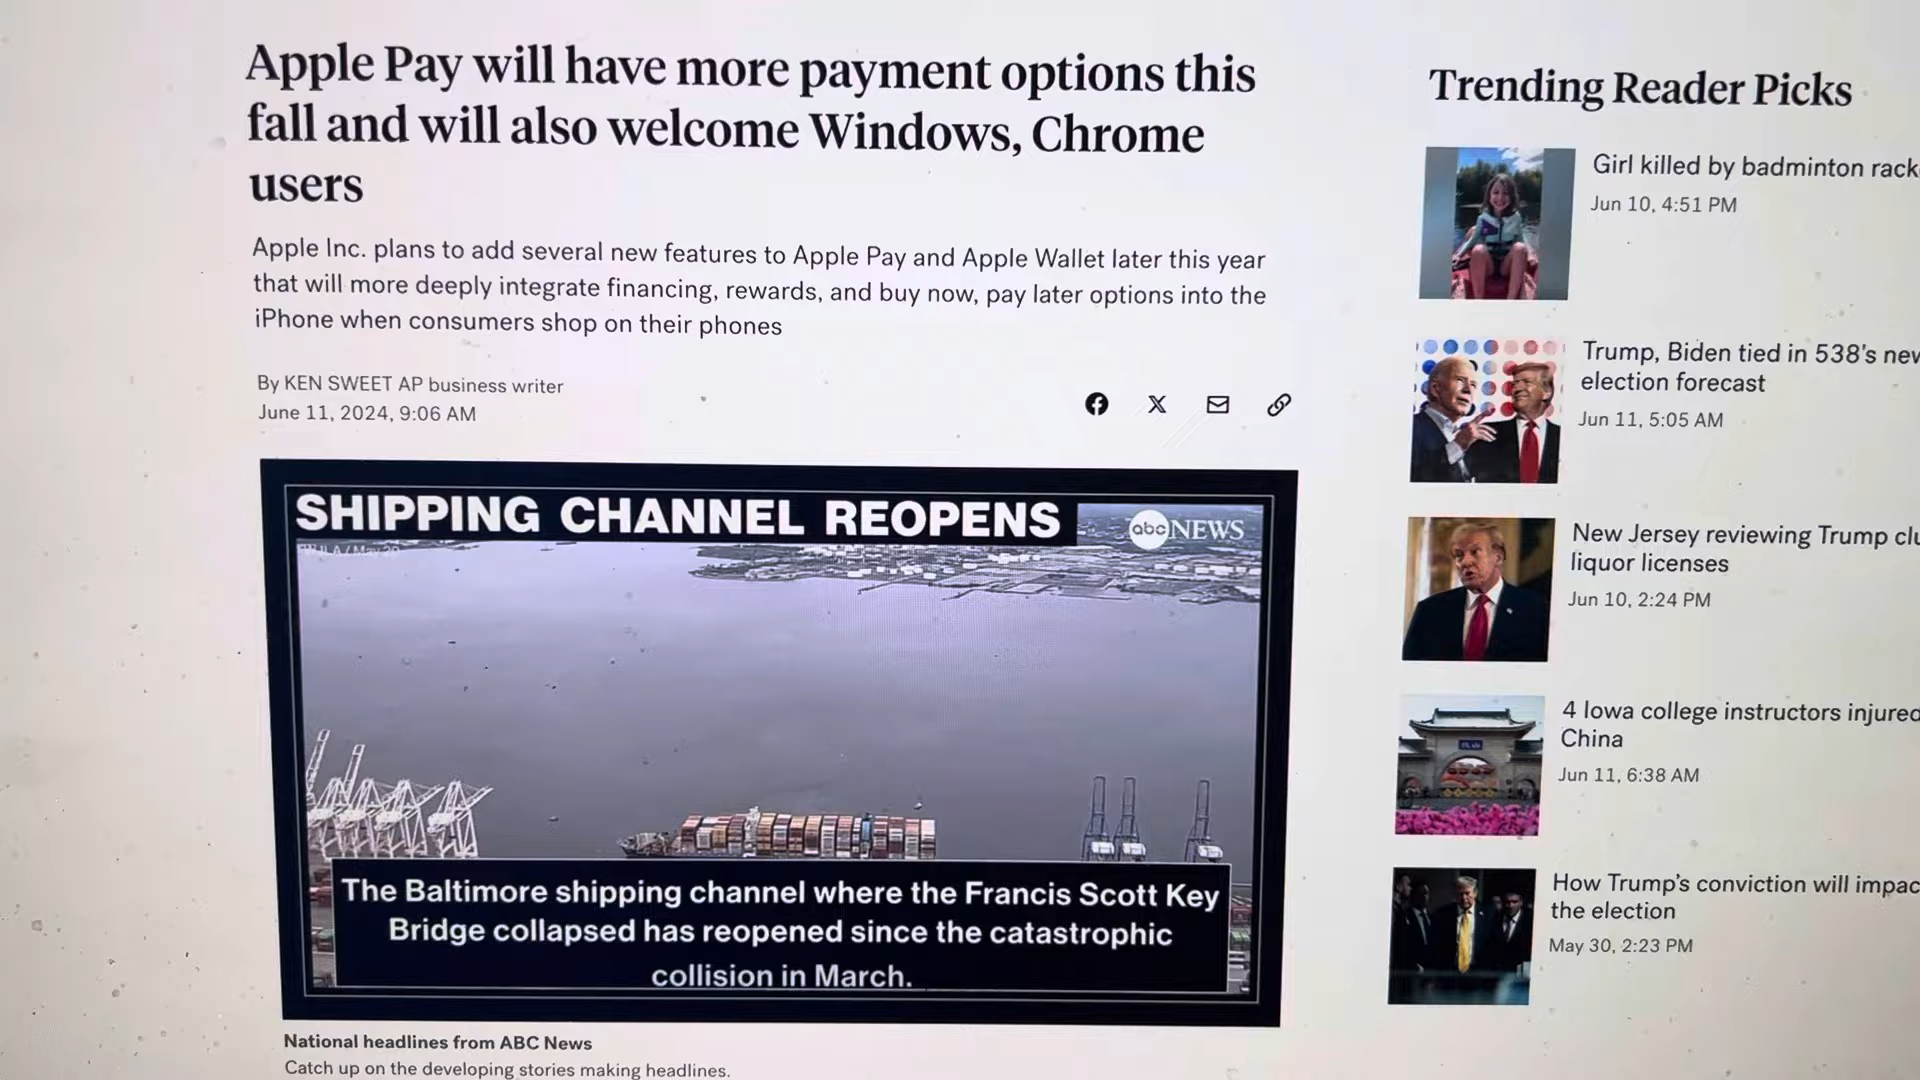 Apple Pay will have more payment options this
fall and will also welcome Windows, Chrome
users
Apple Inc. plans to add several new features to Apple Pay and Apple Wallet later this year
that will more deeply integrate financing, rewards, and buy now, pay later options into the
iPhone when consumers shop on their phones
By KEN SWEET AP business writer
June 11, 2024, 9:06 AM
SHIPPING CHANNEL REOPENS
abc NEWS
The Baltimore shipping channel where the Francis Scott Key
Bridge collapsed has reopened since the catastrophic
collision in March.
National headlines from ABC News
Catch up on the developing stories making headlines.
Trending Reader Picks
Girl killed by badminton
Jun 10, 4:51 PM
Trump, Biden tied in 538's
election forecast
Jun 11, 5:05 AM
New Jersey reviewing Trump
liquor licenses
Jun 10, 2:24 PM
4 Iowa college instructors injured
China
Jun 11, 6:38 AM
How Trump's conviction will
the election
May 30, 2:23 PM